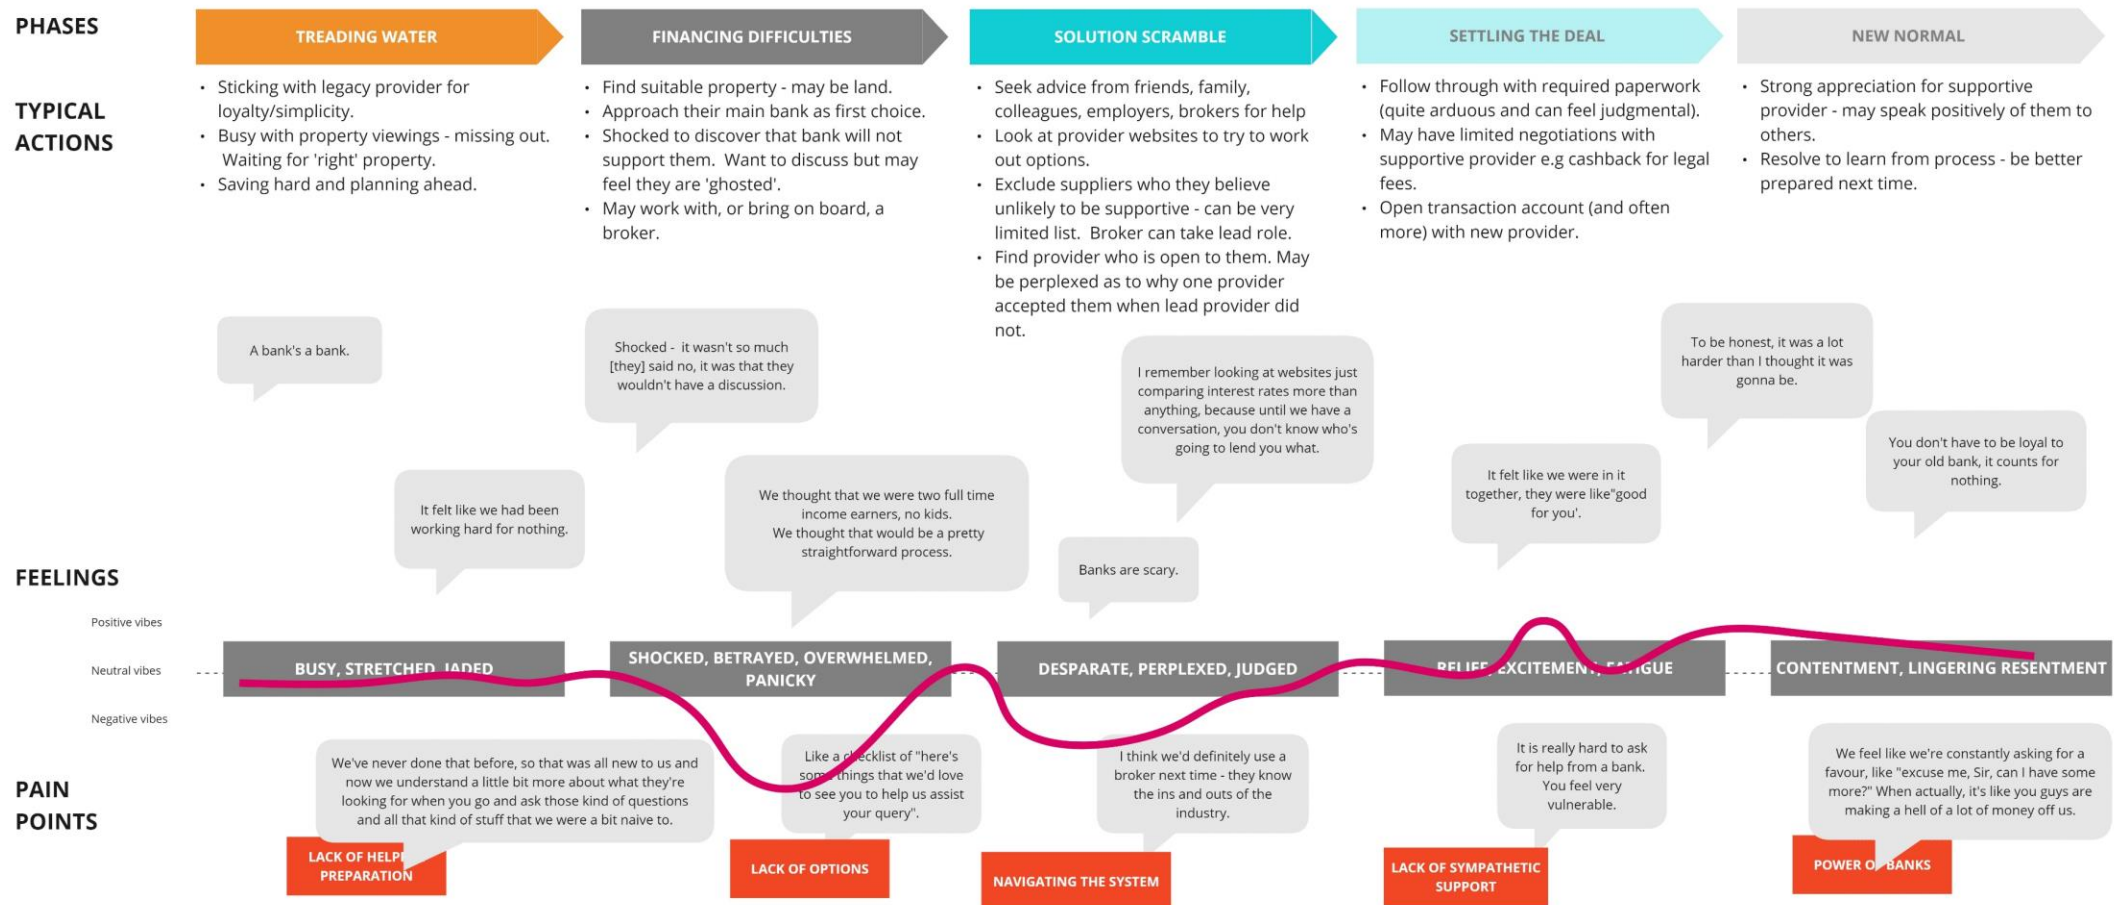 PHASES
TREADING WATER
FINANCING DIFFICULTIES
SOLUTION SCRAMBLE
SETTLING THE DEAL
NEW NORMAL
TYPICAL
ACTIONS
• Sticking with legacy provider for
loyalty/simplicity.
• Busy with property viewings - missing out.
Waiting for 'right' property.
• Saving hard and planning ahead.
• Find suitable property - may be land.
• Approach their main bank as first choice.
• Shocked to discover that bank will not
support them. Want to discuss but may
feel they are 'ghosted'.
• May work with, or bring on board, a
broker.
• Seek advice from friends, family,
colleagues, employers, brokers for help
• Look at provider websites to try to work
out options.
• Exclude suppliers who they believe
unlikely to be supportive - can be very
limited list. Broker can take lead role.
• Find provider who is open to them. May
be perplexed as to why one provider
accepted them when lead provider did
not.
• Follow through with required paperwork
(quite arduous and can feel judgmental).
• May have limited negotiations with
supportive provider e.g cashback for legal
fees.
• Open transaction account (and often
more) with new provider.
• Strong appreciation for supportive
provider - may speak positively of them to
others.
• Resolve to learn from process - be better
prepared next time.
A bank's a bank.
It felt like we had been
working hard for nothing.
Shocked - it wasn't so much
[they] said no, it was that they
wouldn't have a discussion.
We thought that we were two full time
income earners, no kids.
We thought that would be a pretty
straightforward process.
I remember looking at websites just
comparing interest rates more than
anything, because until we have a
conversation, you don't know who's
going to lend you what.
Banks are scary.
It felt like we were in it
together, they were like"good
for you'.
To be honest, it was a lot
harder than I thought it was
gonna be.
You don't have to be loyal to
your old bank, it counts for
nothing.
FEELINGS
Positive vibes
Neutral vibes
Negative vibes
BUSY, STRETCHED, JADED
SHOCKED, BETRAYED, OVERWHELMED,
PANICKY
DESPARATE, PERPLEXED, JUDGED
RELIEF, EXCITEMENT, FATIGUE
CONTENTMENT, LINGERING RESENTMENT
PAIN
POINTS
We've never done that before, so that was all new to us and
now we understand a little bit more about what they're
looking for when you go and ask those kind of questions
and all that kind of stuff that we were a bit naive to.
Like a checklist of "here's
some things that we'd love
to see you to help us assist
your query".
I think we'd definitely use a
broker next time - they know
the ins and outs of the
industry.
It is really hard to ask
for help from a bank.
You feel very
vulnerable.
We feel like we're constantly asking for a
favour, like "excuse me, Sir, can I have some
more?" When actually, it's like you guys are
making a hell of a lot of money off us.
LACK OF
PREPARATION
LACK OF OPTIONS
NAVIGATING THE SYSTEM
LACK OF SYMPATHETIC
SUPPORT
POWER OF BANKS